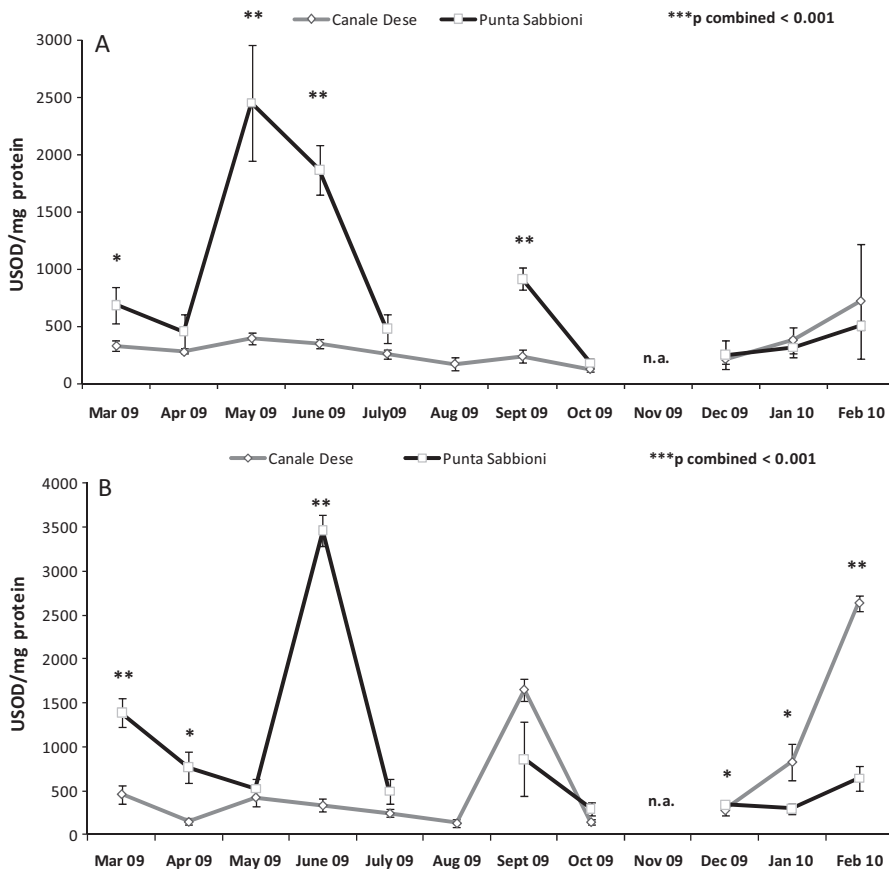 Canale Dese Punta Sabbioni ***p combined < 0.001
A
3000
2500
2000
1500
1000
500
0
USOD/mg protein
* ** ** **
n.a.
Mar 09 Apr 09 May 09 June 09 July09 Aug 09 Sept 09 Oct 09 Nov 09 Dec 09 Jan 10 Feb 10
Canale Dese Punta Sabbioni ***p combined < 0.001
B
4000
3500
3000
2500
2000
1500
1000
500
0
USOD/mg protein
** * ** * * **
n.a.
Mar 09 Apr 09 May 09 June 09 July 09 Aug 09 Sept 09 Oct 09 Nov 09 Dec 09 Jan 10 Feb 10